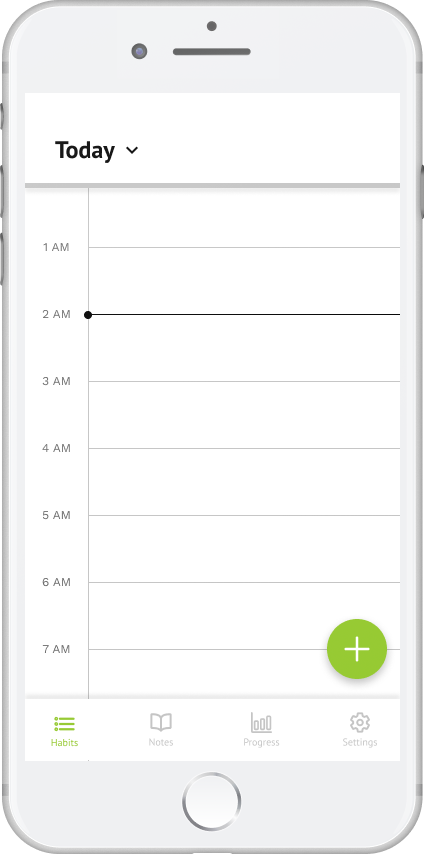 Today
1 AM
2 AM
3 AM
4 AM
5 AM
6 AM
7 AM
Habits
Notes
Progress
Settings